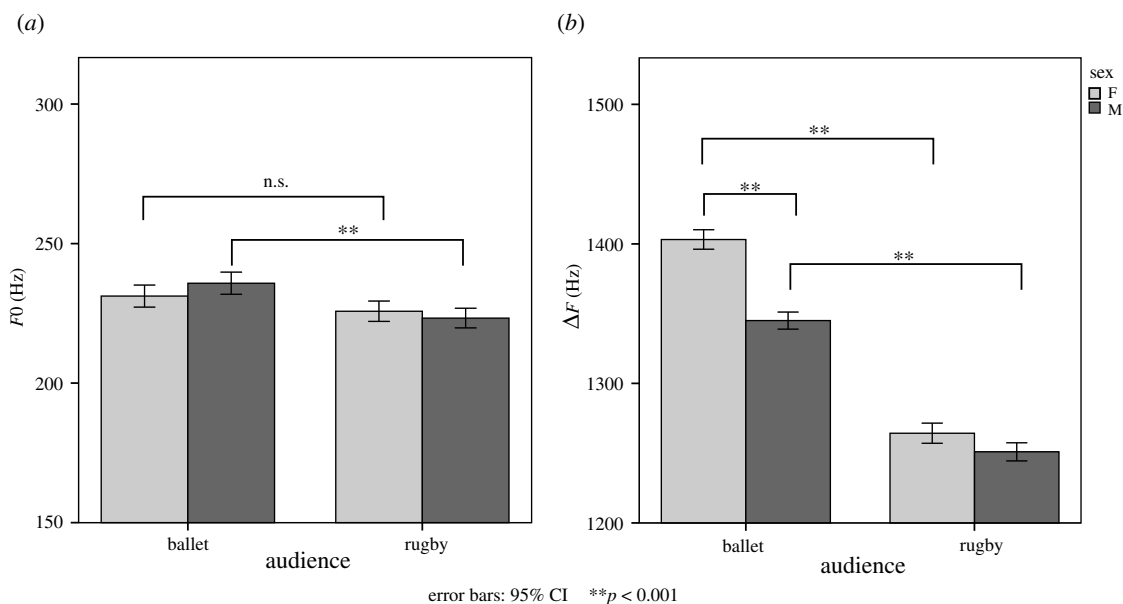 (a)
300
250
200
150
F0 (Hz)
n.s.
**
ballet
rugby
audience
(b)
1500
1400
1300
1200
ΔF (Hz)
**
**
**
ballet
rugby
audience
sex
F
M
error bars: 95% CI **p < 0.001